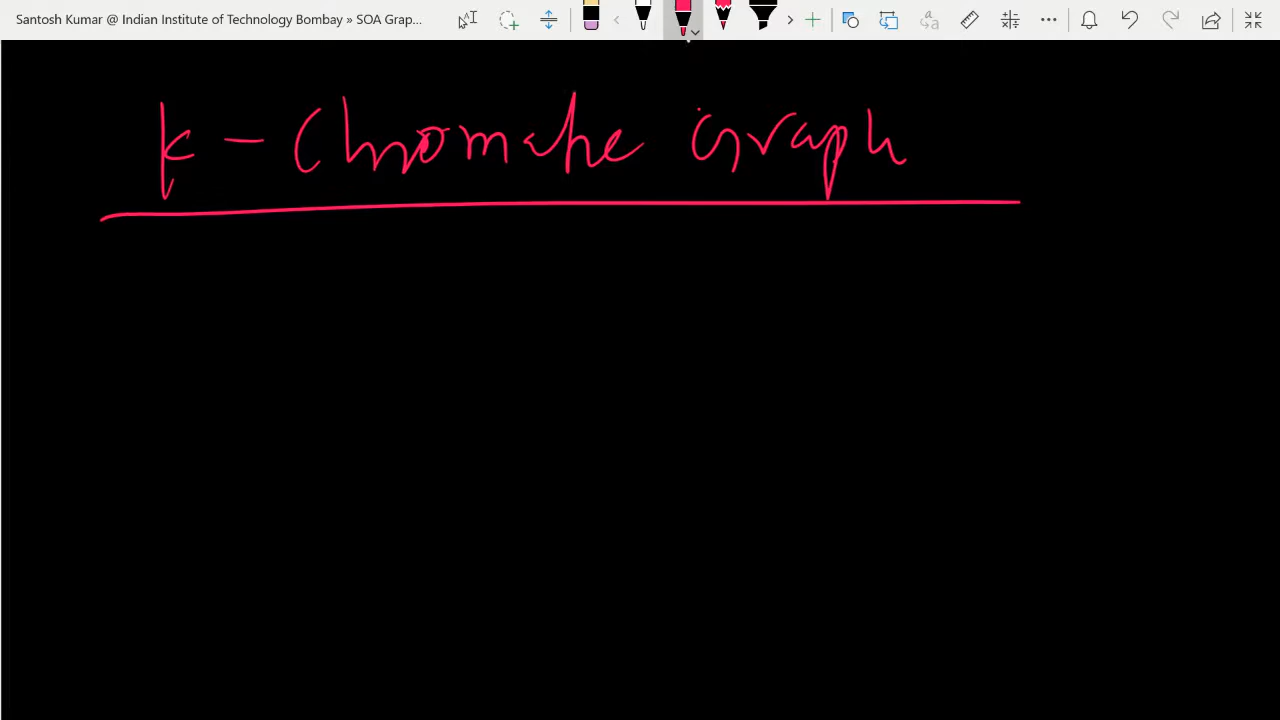 Santosh Kumar @ Indian Institute of Technology Bombay » SOA Grap...
k - Chromatic Graph